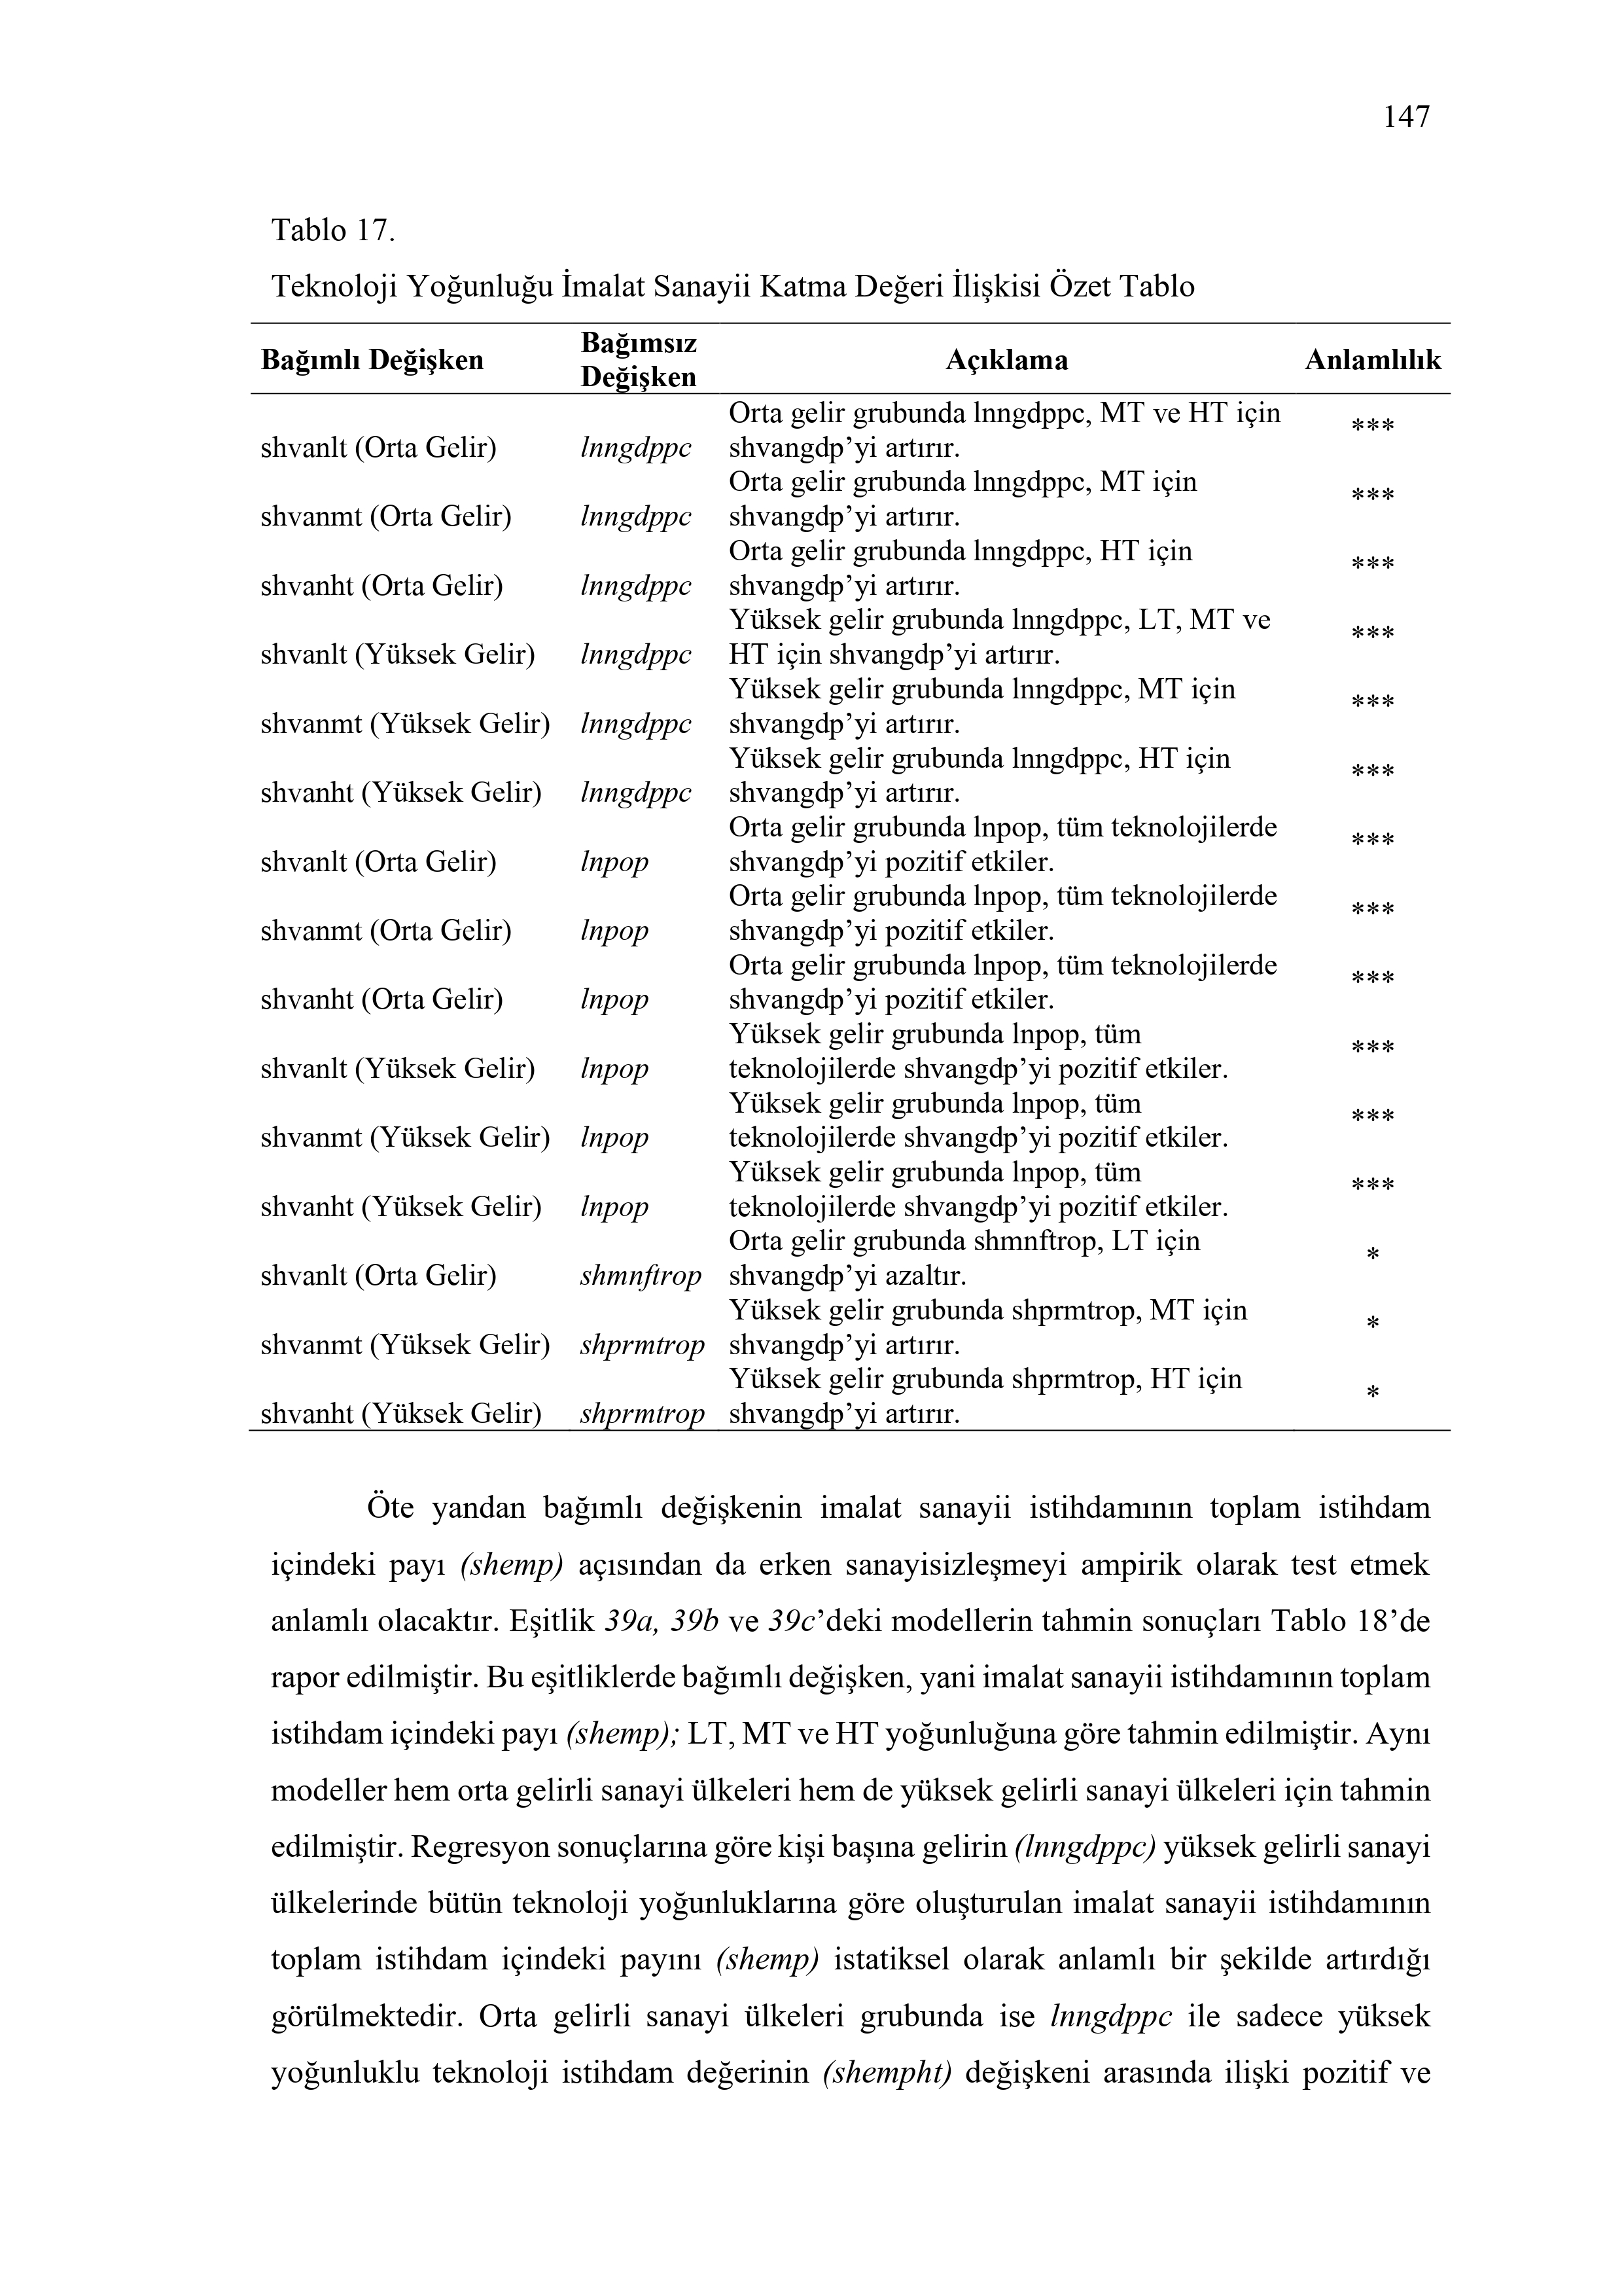 147
Tablo 17.
Teknoloji Yoğunluğu İmalat Sanayii Katma Değeri İlişkisi Özet Tablo
Bağımlı Değişken Bağımsız Değişken Açıklama Anlamlılık
Orta gelir grubunda lnngdppc, MT ve HT için
shvanlt (Orta Gelir) lnngdppc shvangdp’yi artırır. ***
Orta gelir grubunda lnngdppc, MT için
shvanmt (Orta Gelir) lnngdppc shvangdp’yi artırır. ***
Orta gelir grubunda lnngdppc, HT için
shvanht (Orta Gelir) lnngdppc shvangdp’yi artırır. ***
Yüksek gelir grubunda lnngdppc, LT, MT ve
shvanlt (Yüksek Gelir) lnngdppc HT için shvangdp’yi artırır. ***
Yüksek gelir grubunda lnngdppc, MT için
shvanmt (Yüksek Gelir) lnngdppc shvangdp’yi artırır. ***
Yüksek gelir grubunda lnngdppc, HT için
shvanht (Yüksek Gelir) lnngdppc shvangdp’yi artırır. ***
Orta gelir grubunda lnpop, tüm teknolojilerde
shvanlt (Orta Gelir) lnpop shvangdp’yi pozitif etkiler. ***
Orta gelir grubunda lnpop, tüm teknolojilerde
shvanmt (Orta Gelir) lnpop shvangdp’yi pozitif etkiler. ***
Orta gelir grubunda lnpop, tüm teknolojilerde
shvanht (Orta Gelir) lnpop shvangdp’yi pozitif etkiler. ***
Yüksek gelir grubunda lnpop, tüm
shvanlt (Yüksek Gelir) lnpop teknolojilerde shvangdp’yi pozitif etkiler. ***
Yüksek gelir grubunda lnpop, tüm
shvanmt (Yüksek Gelir) lnpop teknolojilerde shvangdp’yi pozitif etkiler. ***
Yüksek gelir grubunda lnpop, tüm
shvanht (Yüksek Gelir) lnpop teknolojilerde shvangdp’yi pozitif etkiler. ***
Orta gelir grubunda shmnftrop, LT için
shvanlt (Orta Gelir) shmnftrop shvangdp’yi azaltır. *
Yüksek gelir grubunda shprmtrop, MT için
shvanmt (Yüksek Gelir) shprmtrop shvangdp’yi artırır. *
Yüksek gelir grubunda shprmtrop, HT için
shvanht (Yüksek Gelir) shprmtrop shvangdp’yi artırır. *
Öte yandan bağımlı değişkenin imalat sanayii istihdamının toplam istihdam
içindeki payı (shemp) açısından da erken sanayisizleşmeyi ampirik olarak test etmek
anlamlı olacaktır. Eşitlik 39a, 39b ve 39c’deki modellerin tahmin sonuçları Tablo 18’de
rapor edilmiştir. Bu eşitliklerde bağımlı değişken, yani imalat sanayii istihdamının toplam
istihdam içindeki payı (shemp); LT, MT ve HT yoğunluğuna göre tahmin edilmiştir. Aynı
modeller hem orta gelirli sanayi ülkeleri hem de yüksek gelirli sanayi ülkeleri için tahmin
edilmiştir. Regresyon sonuçlarına göre kişi başına gelirin (lnngdppc) yüksek gelirli sanayi
ülkelerinde bütün teknoloji yoğunluklarına göre oluşturulan imalat sanayii istihdamının
toplam istihdam içindeki payını (shemp) istatiksel olarak anlamlı bir şekilde artırdığı
görülmektedir. Orta gelirli sanayi ülkeleri grubunda ise lnngdppc ile sadece yüksek
yoğunluklu teknoloji istihdam değerinin (shempht) değişkeni arasında ilişki pozitif ve